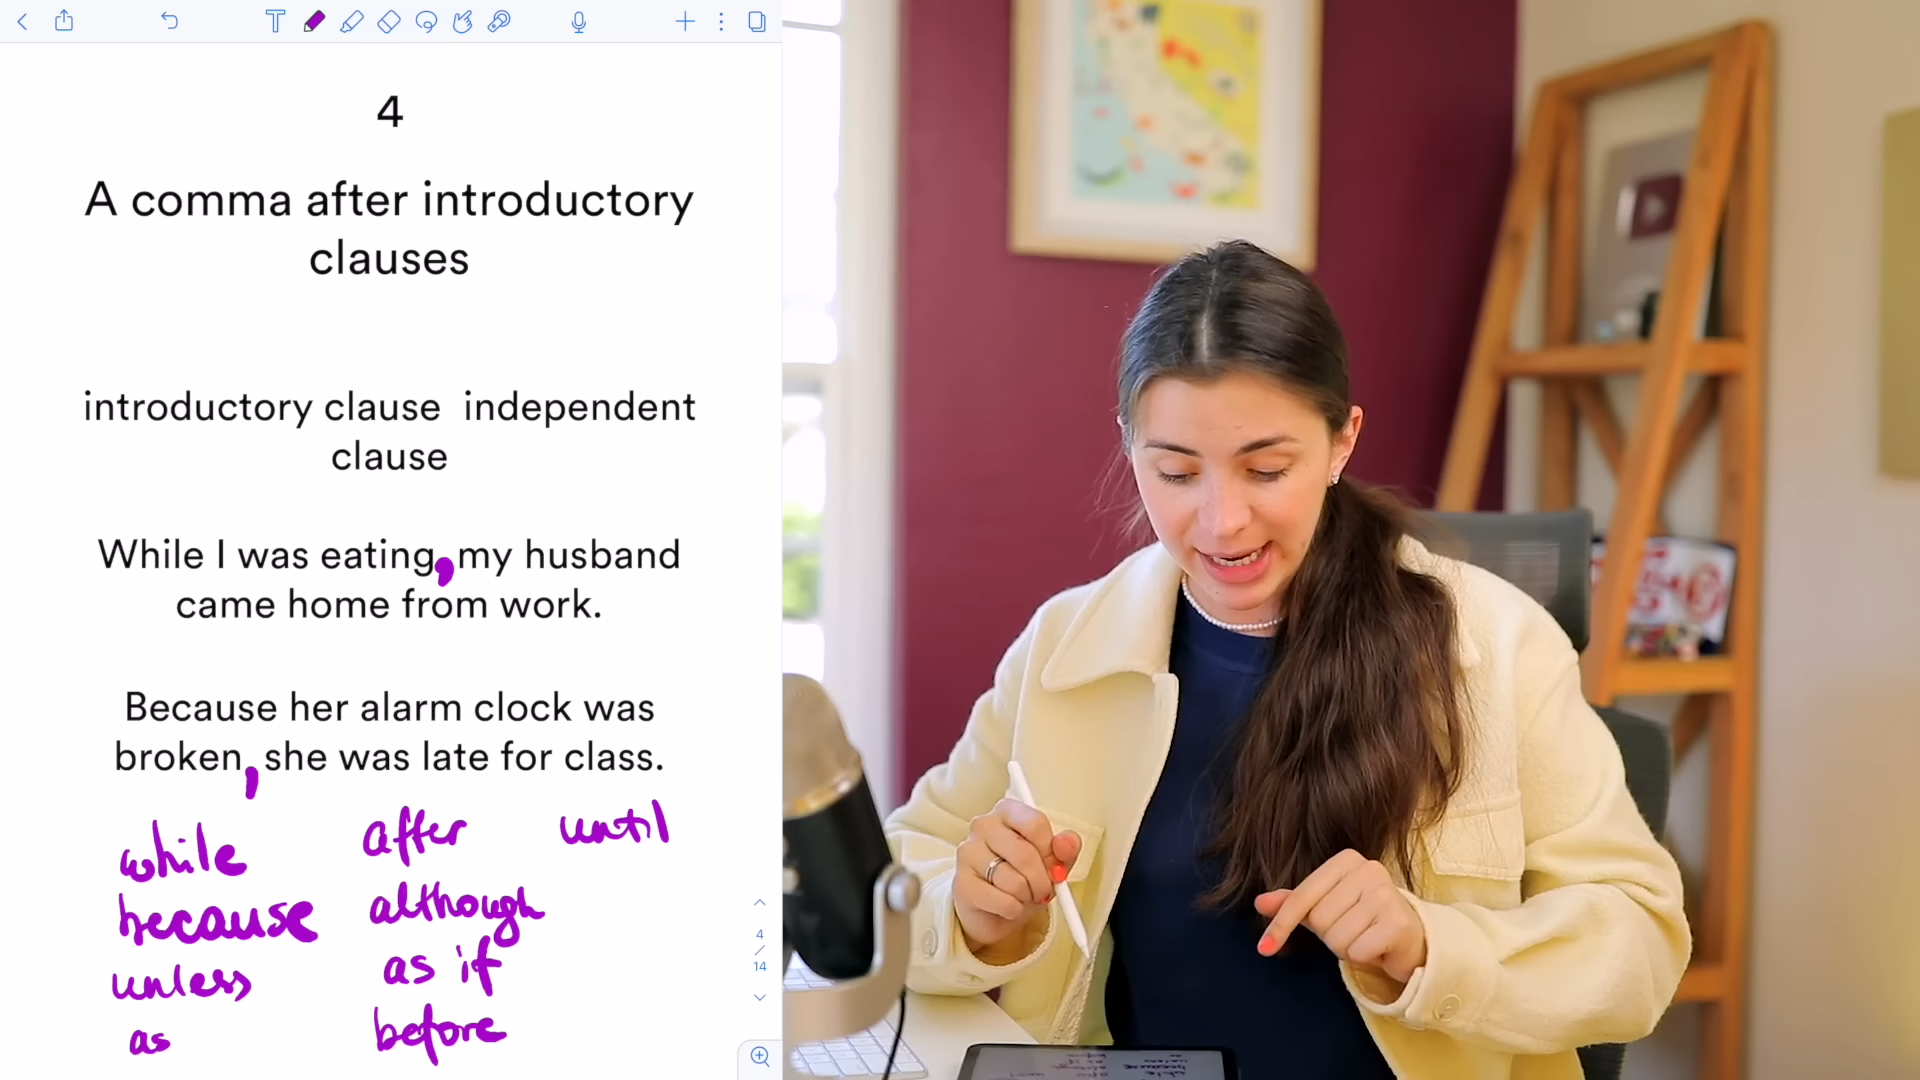 4
A comma after introductory
clauses
introductory clause independent
clause
While I was eating, my husband
came home from work.
Because her alarm clock was
broken, she was late for class.
while after until
because although
unless as if
as before
4
/
14